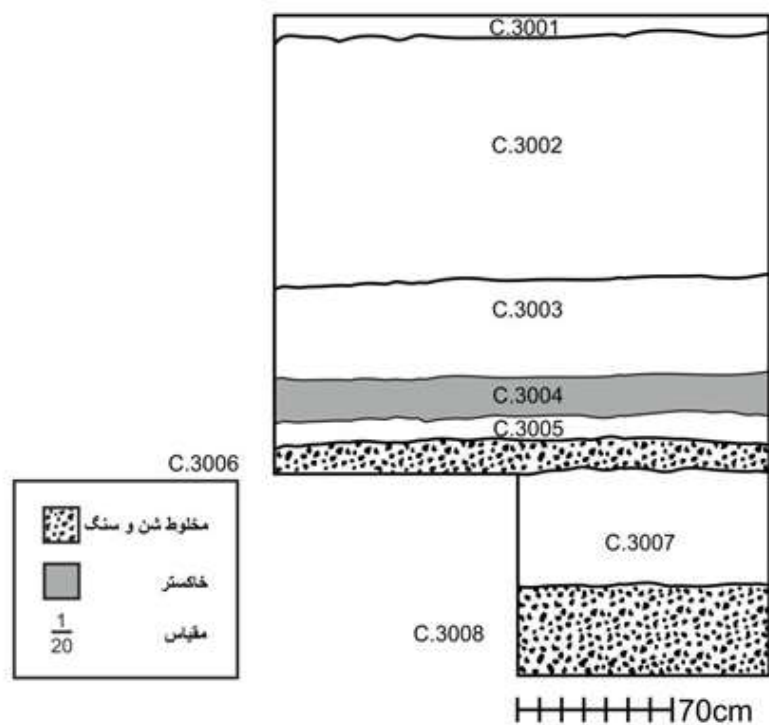 C.3001
C.3002
C.3003
C.3004
C.3005
C.3006
مخلوط شن و سنگ
خاکستر
مقیاس 1/20
C.3007
C.3008
70cm